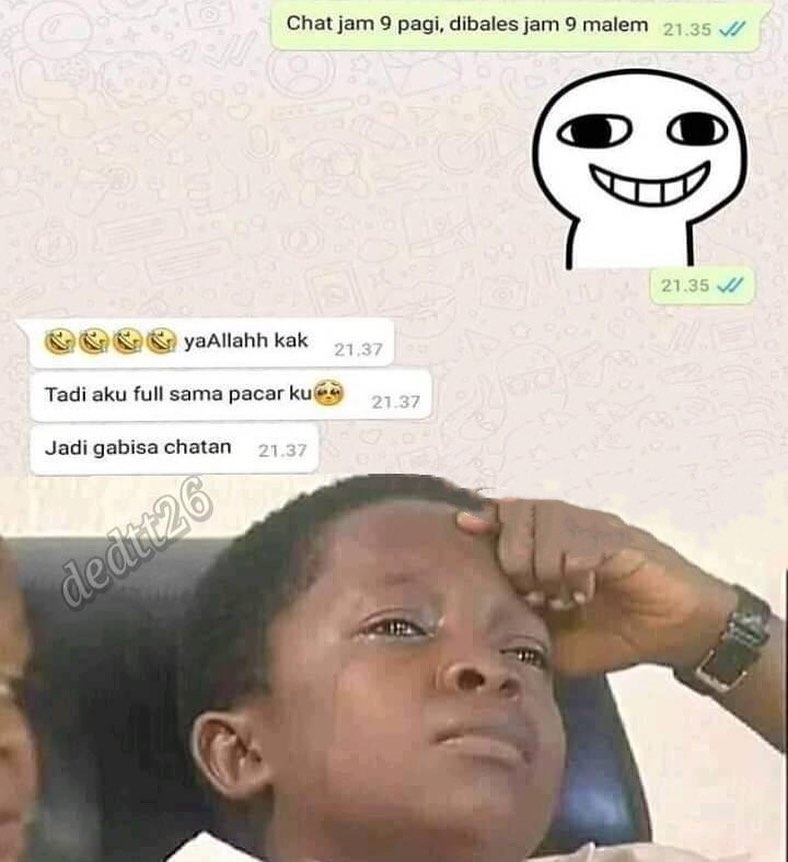 Chat jam 9 pagi, dibales jam 9 malem 21.35
21.35
🤣🤣🤣🤣 yaAllahh kak 21.37
Tadi aku full sama pacar ku🥺 21.37
Jadi gabisa chatan 21.37
dedtt26